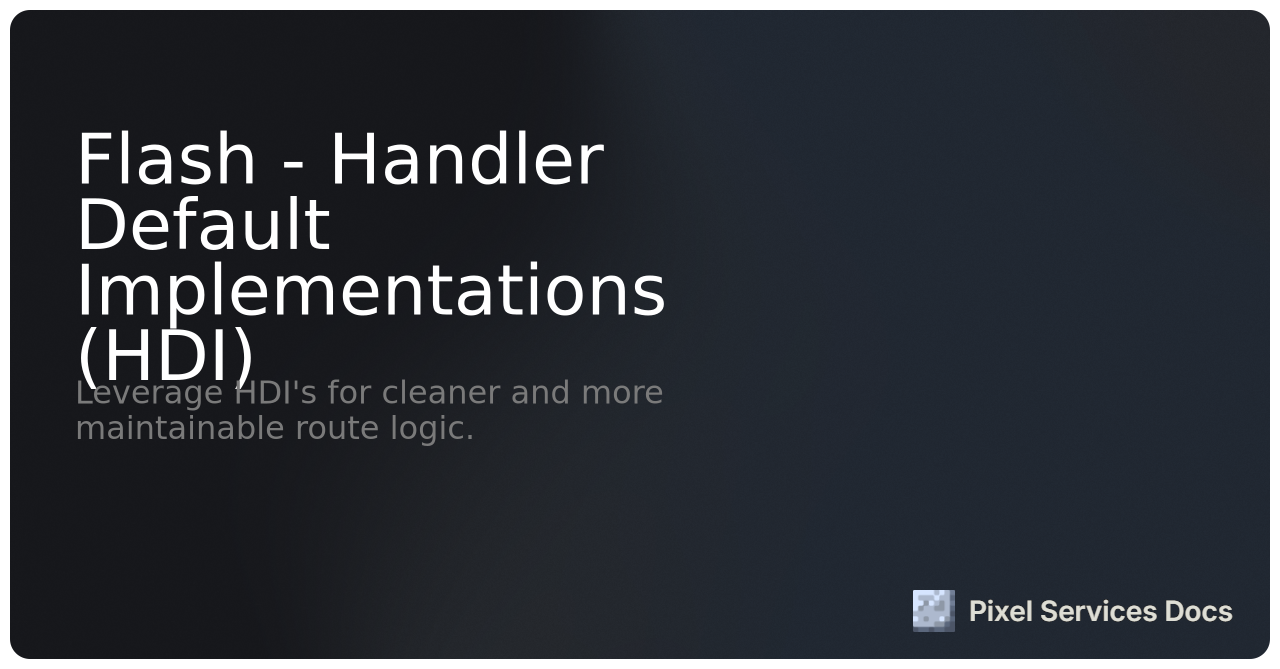 Flash - Handler
Default
Implementations
(HDI)
Leverage HDI's for cleaner and more
maintainable route logic.
Pixel Services Docs